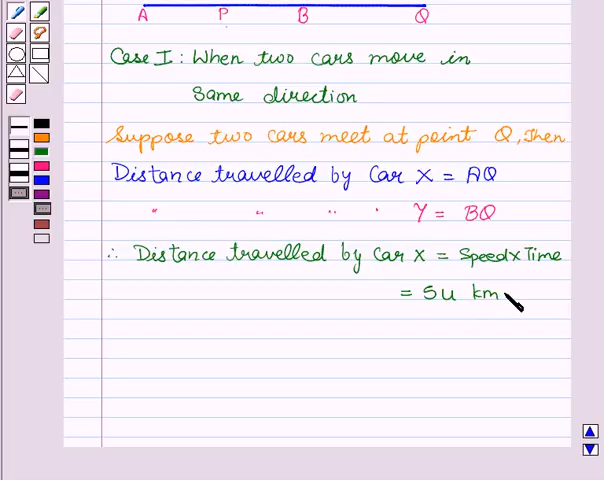 A P B Q
Case I: When two cars move in
Same direction
Suppose two cars meet at point Q, Then
Distance travelled by Car X = AQ
" " " " Y = BQ
∴ Distance travelled by Car X = Speed x Time
= 5u km